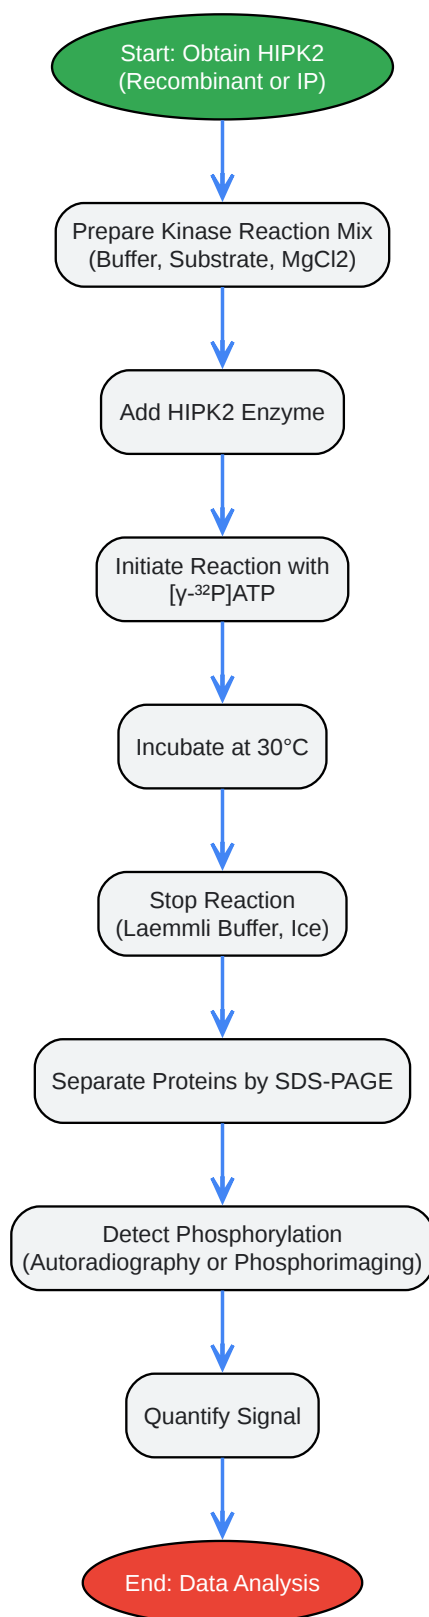 Start: Obtain HIPK2
(Recombinant or IP)
Prepare Kinase Reaction Mix
(Buffer, Substrate, MgCl2)
Add HIPK2 Enzyme
Initiate Reaction with
[γ-³²P]ATP
Incubate at 30°C
Stop Reaction
(Laemmli Buffer, Ice)
Separate Proteins by SDS-PAGE
Detect Phosphorylation
(Autoradiography or Phosphorimaging)
Quantify Signal
End: Data Analysis